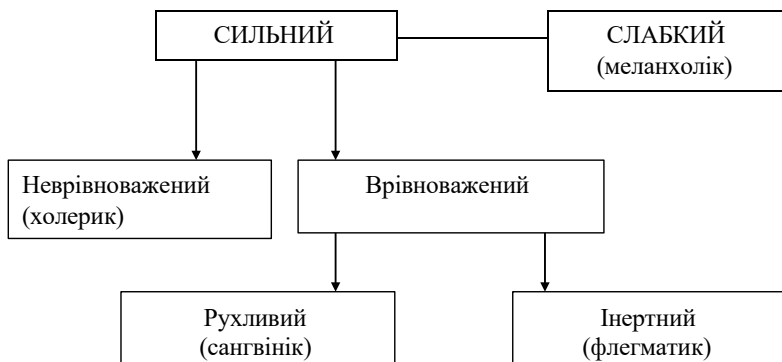 СИЛЬНИЙ
СЛАБКИЙ
(меланхолік)
Неврівноважений
(холерик)
Врівноважений
Рухливий
(сангвінік)
Інертний
(флегматик)